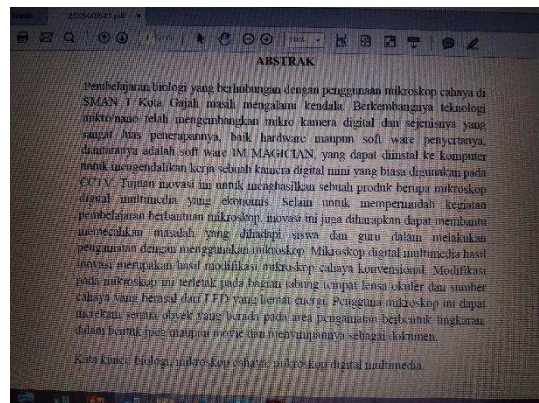 ABSTRAK
Pembelajaran biologi yang berhubungan dengan penggunaan mikroskop cahaya di
SMAN 1 Kota Gajah masih mengalami kendala. Berkembangnya teknologi
mikro/nano telah mengembangkan mikro kamera digital dan sejenisnya yang
sangat luas penerapannya, baik hardware maupun soft ware penyertanya,
diantaranya adalah soft ware IM MAGICIAN, yang dapat diinstal ke komputer
untuk mengendalikan kerja sebuah kamera digital mini yang biasa digunakan pada
CCTV. Tujuan inovasi ini untuk menghasilkan sebuah produk berupa mikroskop
digital multimedia yang ekonomis. Selain untuk mempermudah kegiatan
pembelajaran berbantuan mikroskop, inovasi ini juga diharapkan dapat membantu
memecahkan masalah yang dihadapi siswa dan guru dalam melakukan
pengamatan dengan menggunakan mikroskop. Mikroskop digital multimedia hasil
inovasi merupakan hasil modifikasi mikroskop cahaya konvensional. Modifikasi
pada mikroskop ini terletak pada bagian tabung tempat lensa okuler dan sumber
cahaya yang berasal dari LED yang hemat energi. Pengguna mikroskop ini dapat
merekam semua obyek yang berada pada area pengamatan berbentuk lingkaran,
dalam bentuk jpeg maupun movie dan menyimpannya sebagai dokumen.
Kata kunci: biologi, mikroskop cahaya, mikroskop digital multimedia.